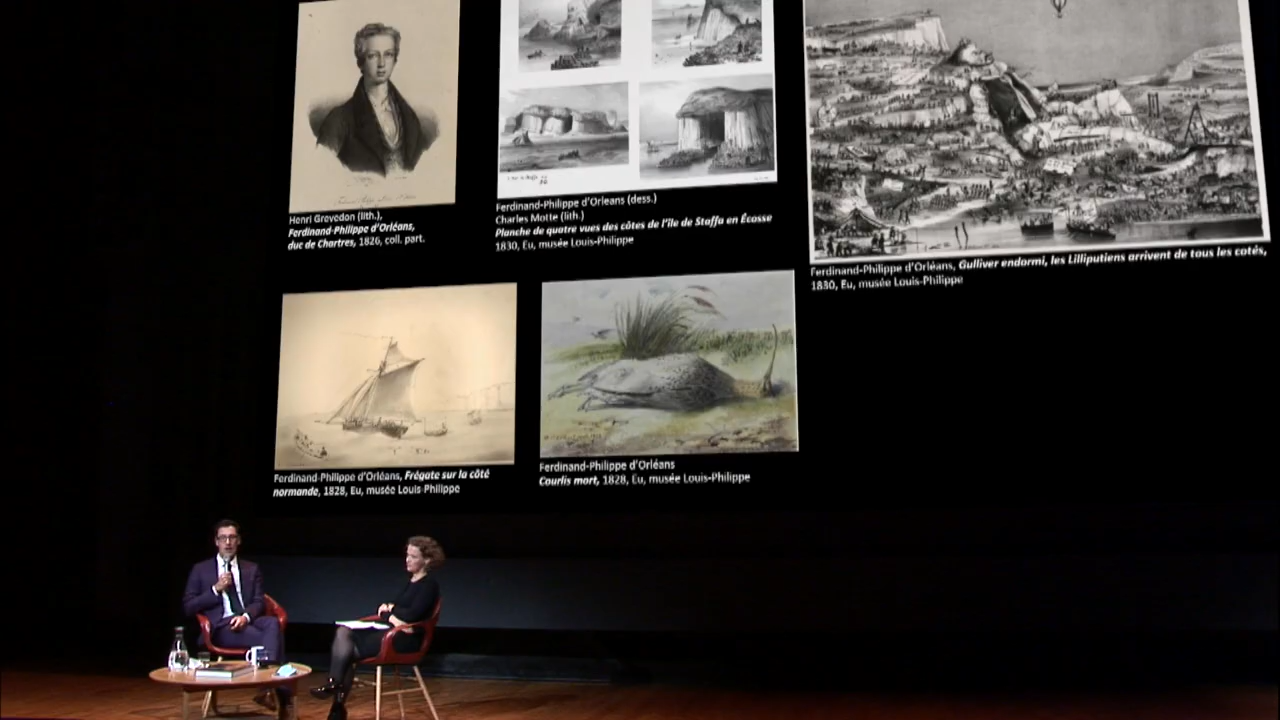 Henri Grevedon (lith.),
Ferdinand-Philippe d'Orléans,
duc de Chartres, 1826, coll. part.
Ferdinand-Philippe d'Orleans (dess.)
Charles Motte (lith.)
Planche de quatre vues des côtes de l'île de Staffa en Écosse
1830, Eu, musée Louis-Philippe
Ferdinand-Philippe d'Orléans, Gulliver endormi, les Lilliputiens arrivent de tous les cotés,
1830, Eu, musée Louis-Philippe
Ferdinand-Philippe d'Orléans, Frégate sur la côté
normande, 1828, Eu, musée Louis-Philippe
Ferdinand-Philippe d'Orléans
Courlis mort, 1828, Eu, musée Louis-Philippe